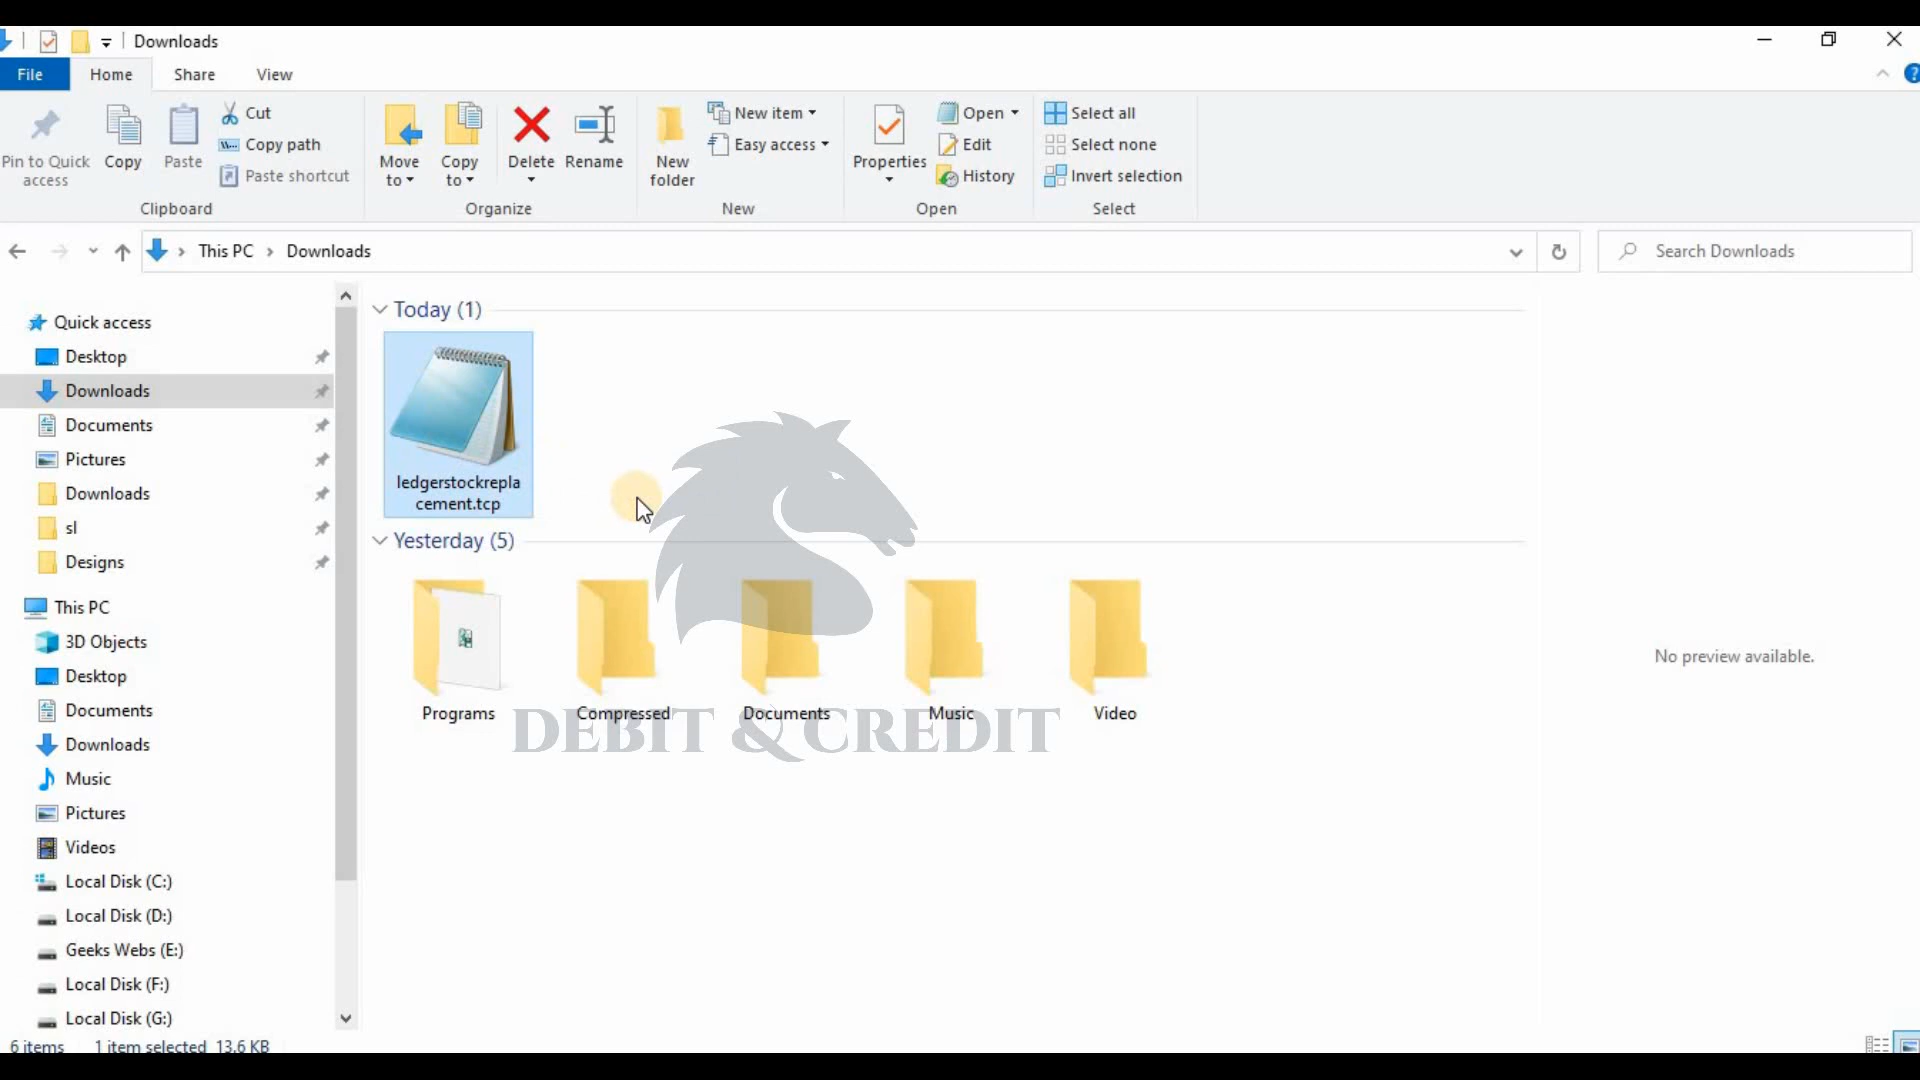 Downloads
File Home Share View
Pin to Quick access
Copy
Paste
Cut
Copy path
Paste shortcut
Clipboard
Move to
Copy to
Delete
Rename
Organize
New folder
New item
Easy access
New
Properties
Open
Edit
History
Open
Select all
Select none
Invert selection
Select
This PC > Downloads
Search Downloads
Quick access
Desktop
Downloads
Documents
Pictures
Downloads
sl
Designs
This PC
3D Objects
Desktop
Documents
Downloads
Music
Pictures
Videos
Local Disk (C:)
Local Disk (D:)
Geeks Webs (E:)
Local Disk (F:)
Local Disk (G:)
Today (1)
ledgerstockrepla
cement.tcp
Yesterday (5)
Programs Compressed Documents Music Video
DEBIT & CREDIT
No preview available.
6 items 1 item selected 13.6 KB